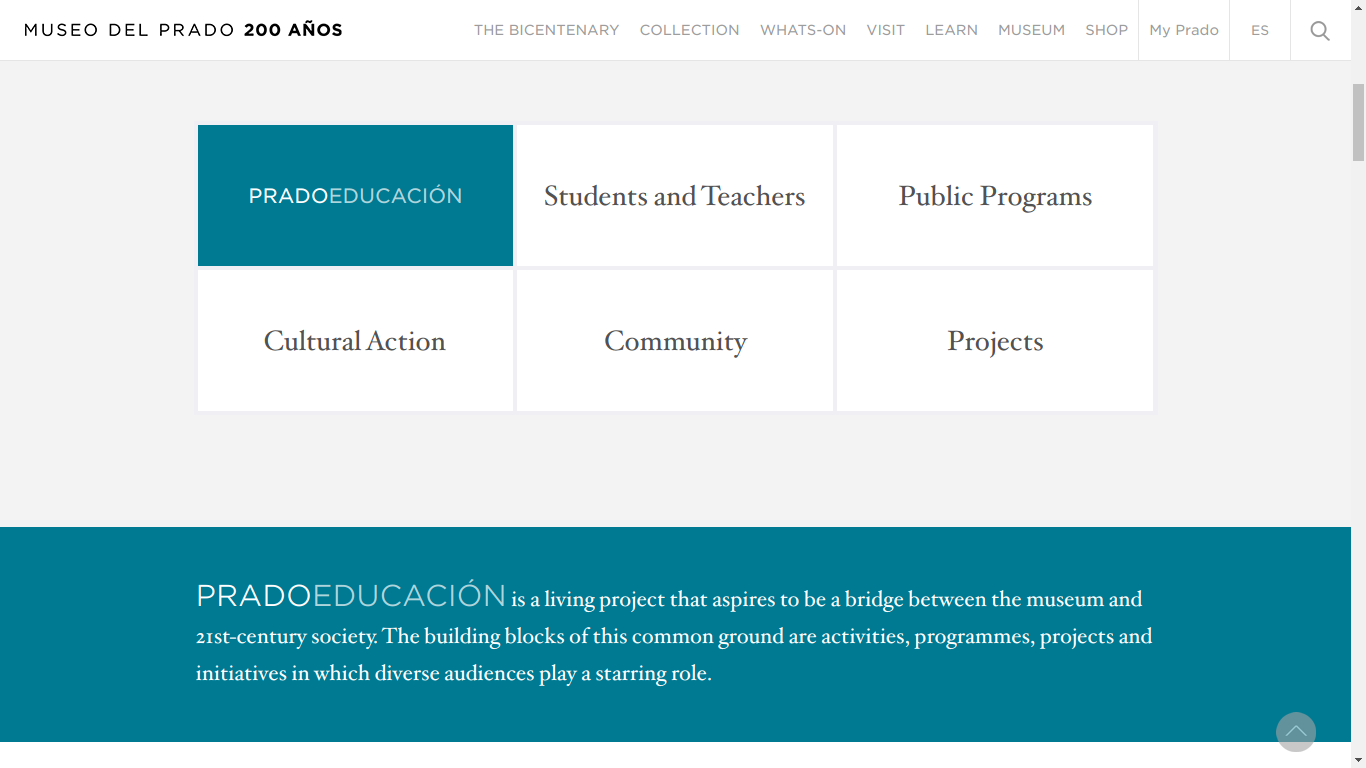 MUSEO DEL PRADO 200 AÑOS
THE BICENTENARY COLLECTION WHATS-ON VISIT LEARN MUSEUM SHOP My Prado ES
PRADOEDUCACIÓN Students and Teachers Public Programs
Cultural Action Community Projects
PRADOEDUCACIÓN is a living project that aspires to be a bridge between the museum and
21st-century society. The building blocks of this common ground are activities, programmes, projects and
initiatives in which diverse audiences play a starring role.